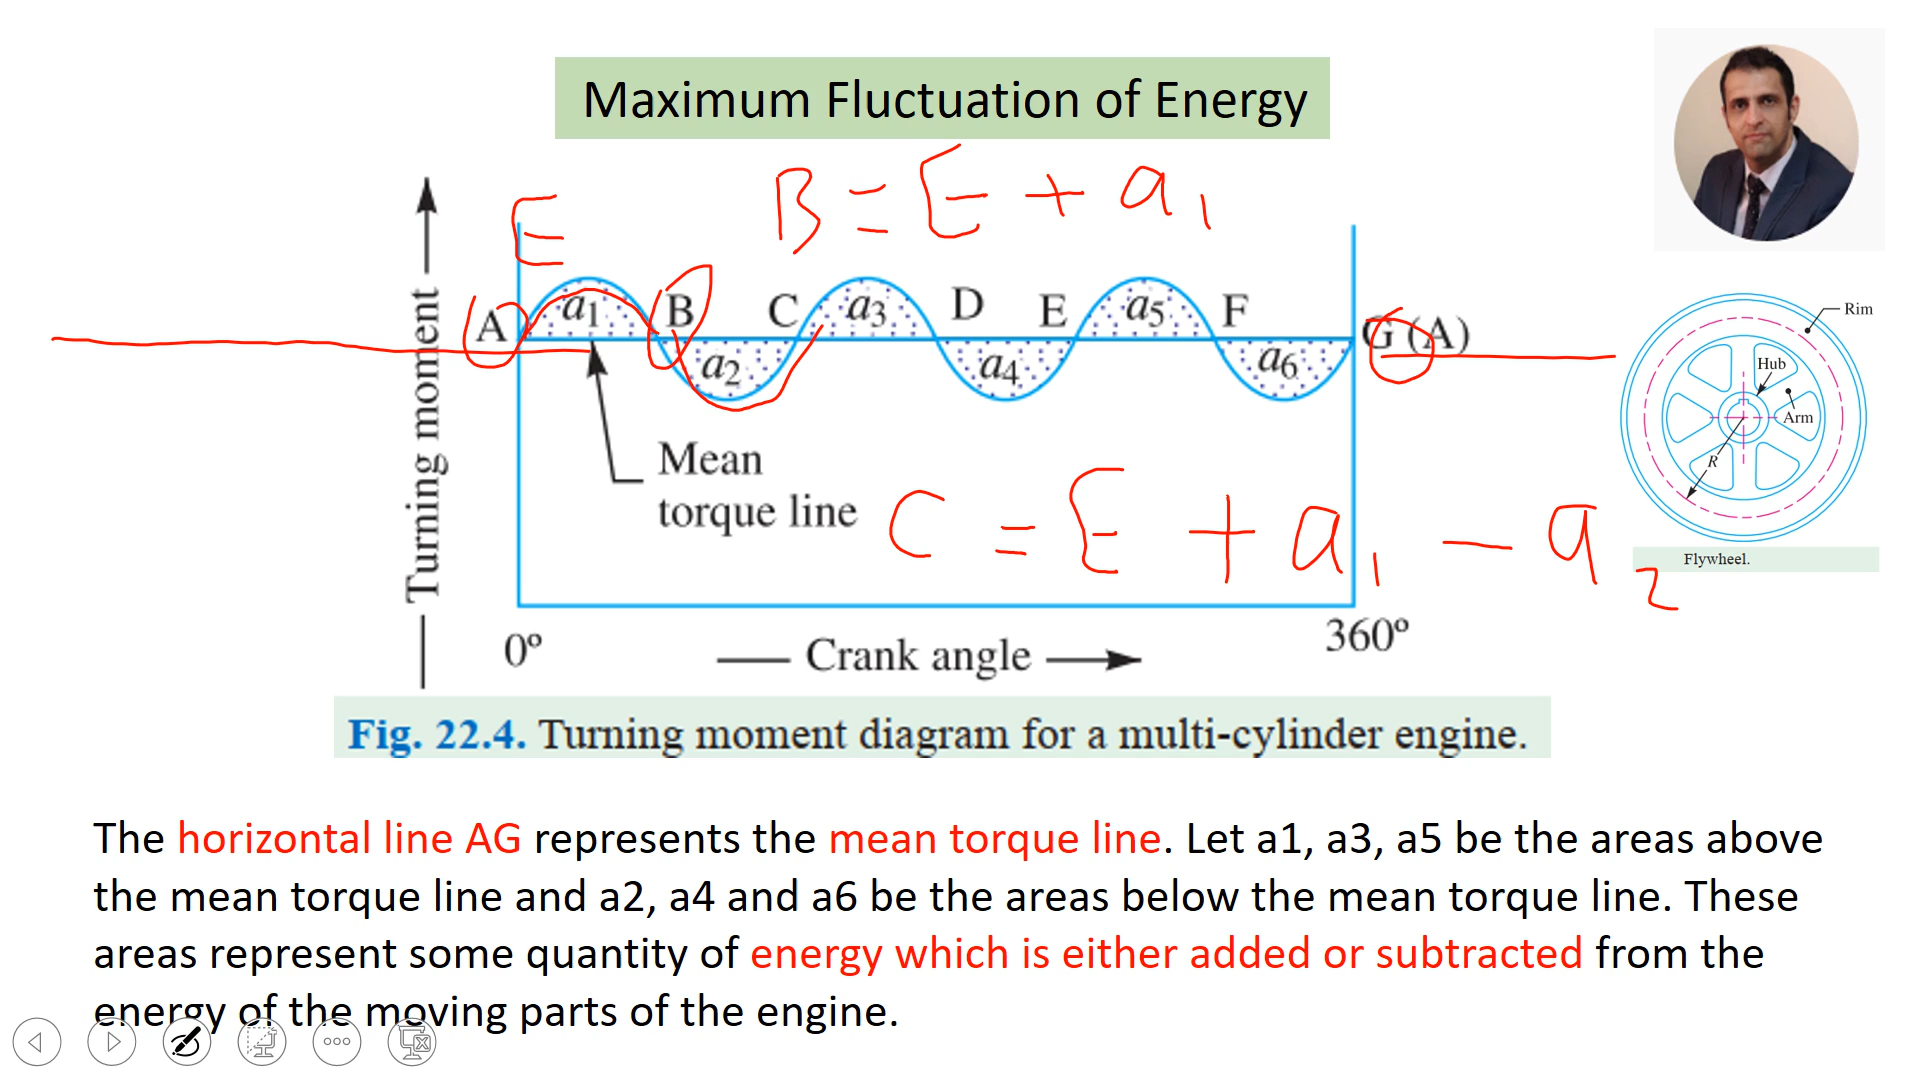 Maximum Fluctuation of Energy
B = E + a1
E
Turning moment
A
a1
B
a2
C
a3
D
a4
E
a5
F
a6
G (A)
Mean
torque line
C = E + a1 - a2
0º
Crank angle
360º
Rim
Hub
Arm
R
Flywheel.
Fig. 22.4. Turning moment diagram for a multi-cylinder engine.
The horizontal line AG represents the mean torque line. Let a1, a3, a5 be the areas above
the mean torque line and a2, a4 and a6 be the areas below the mean torque line. These
areas represent some quantity of energy which is either added or subtracted from the
energy of the moving parts of the engine.